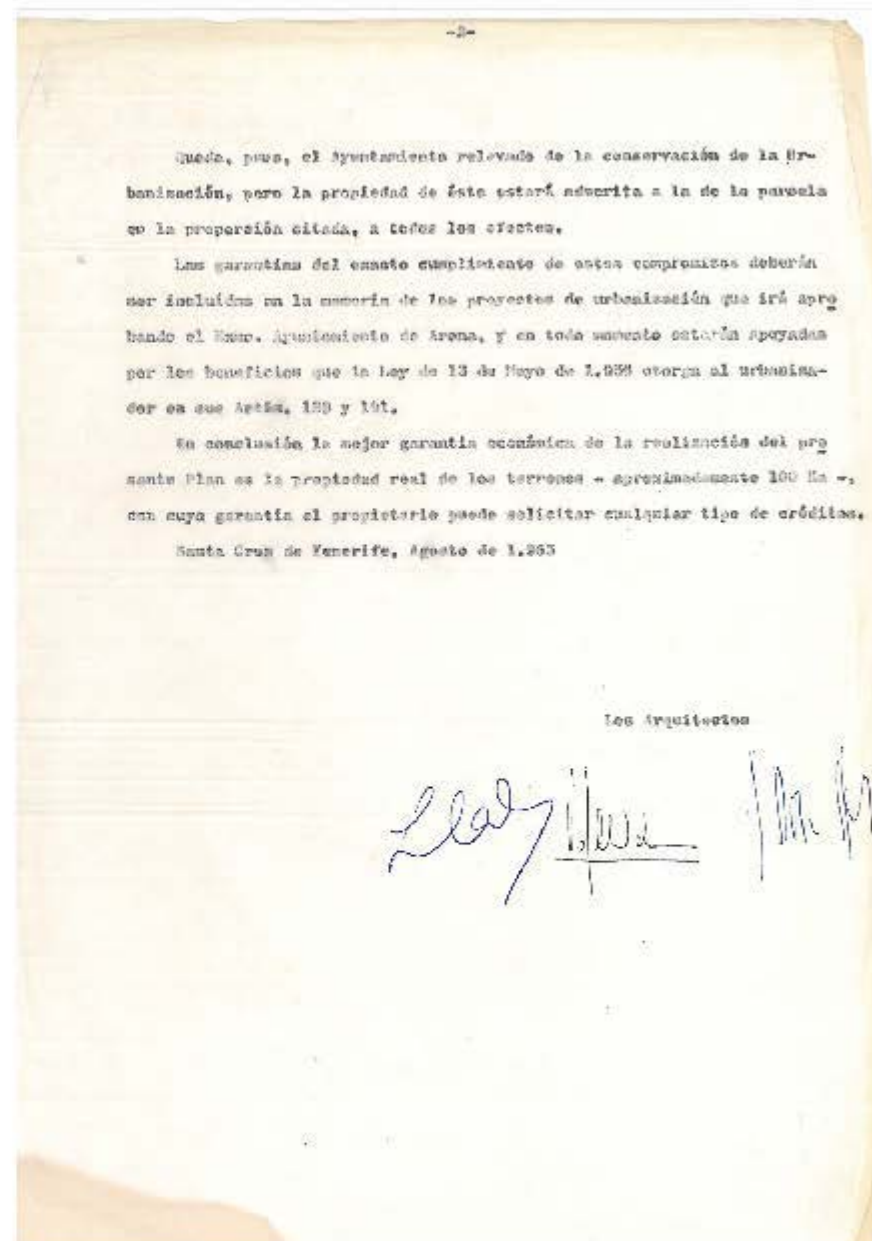 -2-
Queda, pues, el Ayuntamiento relevado de la conservación de la Ur-
banización, pero la propiedad de ésta estará adscrita a la de la parcela
en la proporción citada, a todos los efectos.
Las garantías del exacto cumplimiento de estos compromisos deberán
ser incluídas en la memoria de los proyectos de urbanización que irá apro
bando el Excmo. Ayuntamiento de Arona, y en todo momento estarán apoyadas
por los beneficios que la Ley de 13 de Mayo de 1.956 otorga al urbaniza-
dor en sus Artts. 129 y 141.
En conclusión la mejor garantía económica de la realización del pre
sente Plan es la propiedad real de los terrenos - aproximadamente 100 Ha -,
con cuya garantía el propietario puede solicitar cualquier tipo de créditos.
Santa Cruz de Tenerife, Agosto de 1.963
Los Arquitectos